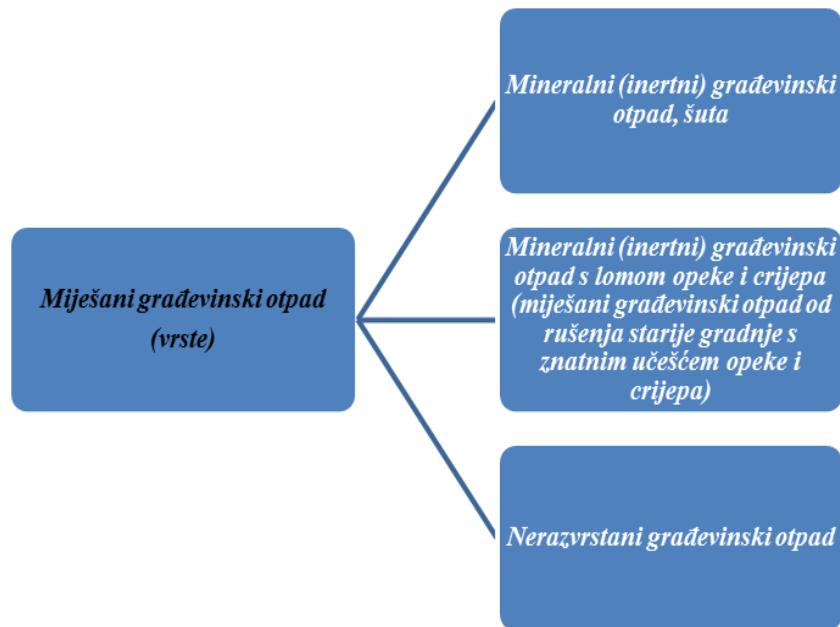 Miješani građevinski otpad
(vrste)
Mineralni (inertni) građevinski
otpad, šuta
Mineralni (inertni) građevinski
otpad s lomom opeke i crijepa
(miješani građevinski otpad od
rušenja starije gradnje s
znatnim učešćem opeke i
crijepa)
Nerazvrstani građevinski otpad